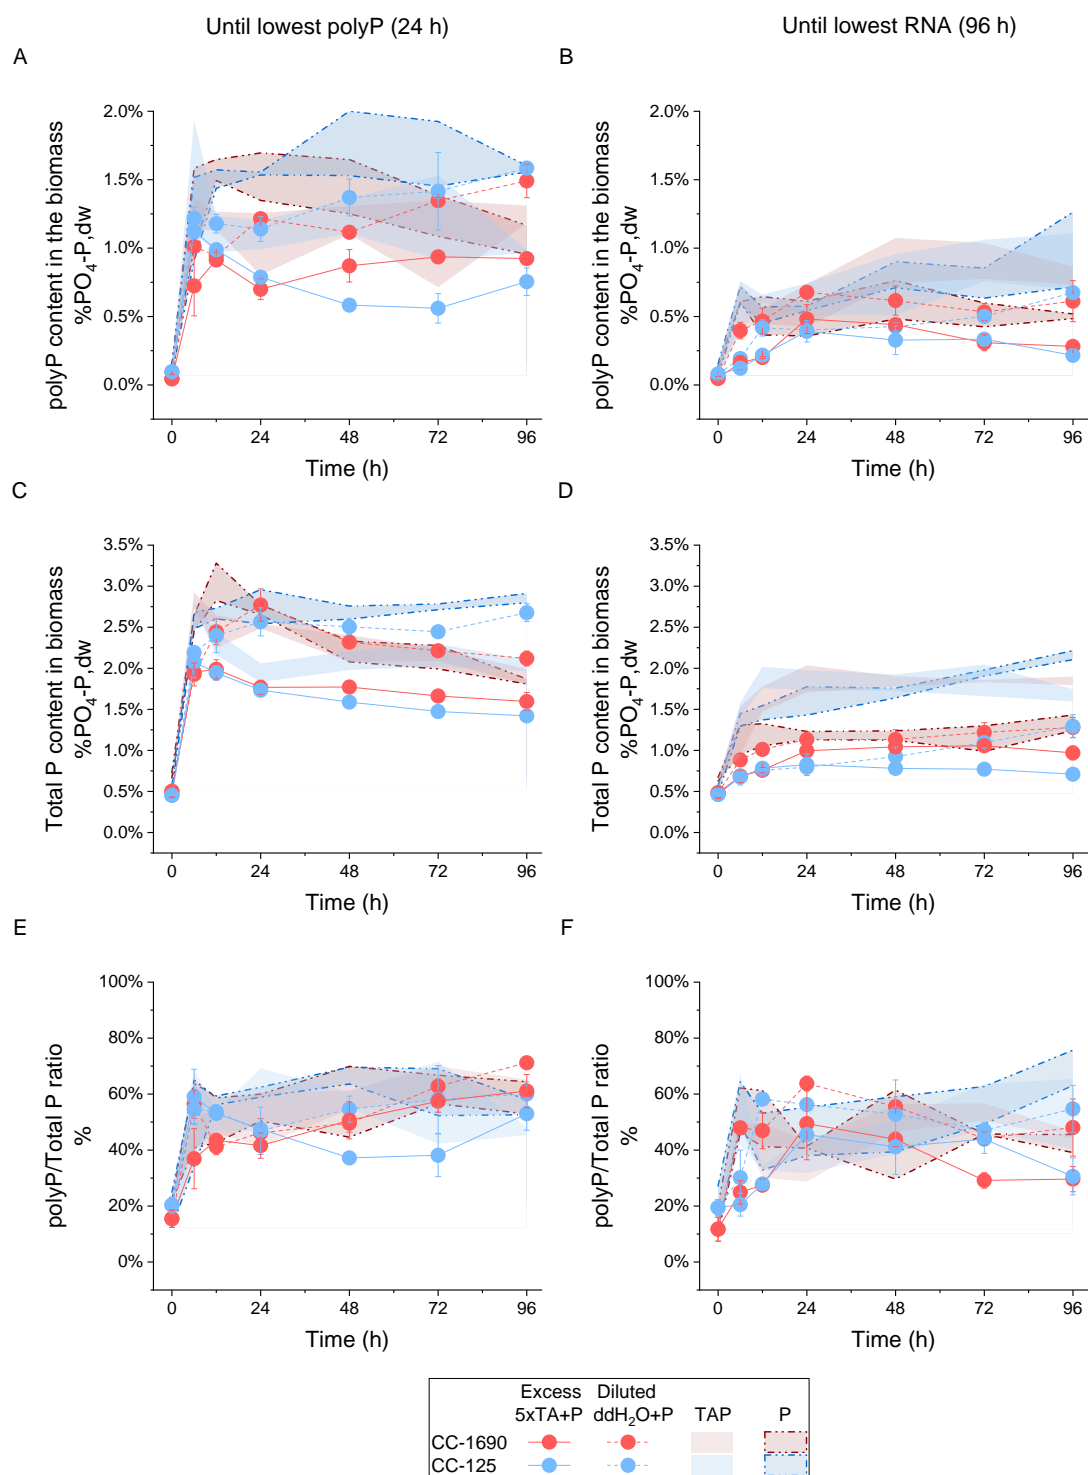 Until lowest polyP (24 h)
Until lowest RNA (96 h)
A
B
polyP content in the biomass
%PO4-P,dw
2.0%
1.5%
1.0%
0.5%
0.0%
0
24
48
72
96
Time (h)
polyP content in the biomass
%PO4-P,dw
2.0%
1.5%
1.0%
0.5%
0.0%
0
24
48
72
96
Time (h)
C
D
Total P content in biomass
%PO4-P,dw
3.5%
3.0%
2.5%
2.0%
1.5%
1.0%
0.5%
0.0%
0
24
48
72
96
Time (h)
Total P content in biomass
%PO4-P,dw
3.5%
3.0%
2.5%
2.0%
1.5%
1.0%
0.5%
0.0%
0
24
48
72
96
Time (h)
E
F
polyP/Total P ratio
%
100%
80%
60%
40%
20%
0%
0
24
48
72
96
Time (h)
polyP/Total P ratio
%
100%
80%
60%
40%
20%
0%
0
24
48
72
96
Time (h)
Excess Diluted
5xTA+P ddH2O+P TAP P
CC-1690
CC-125